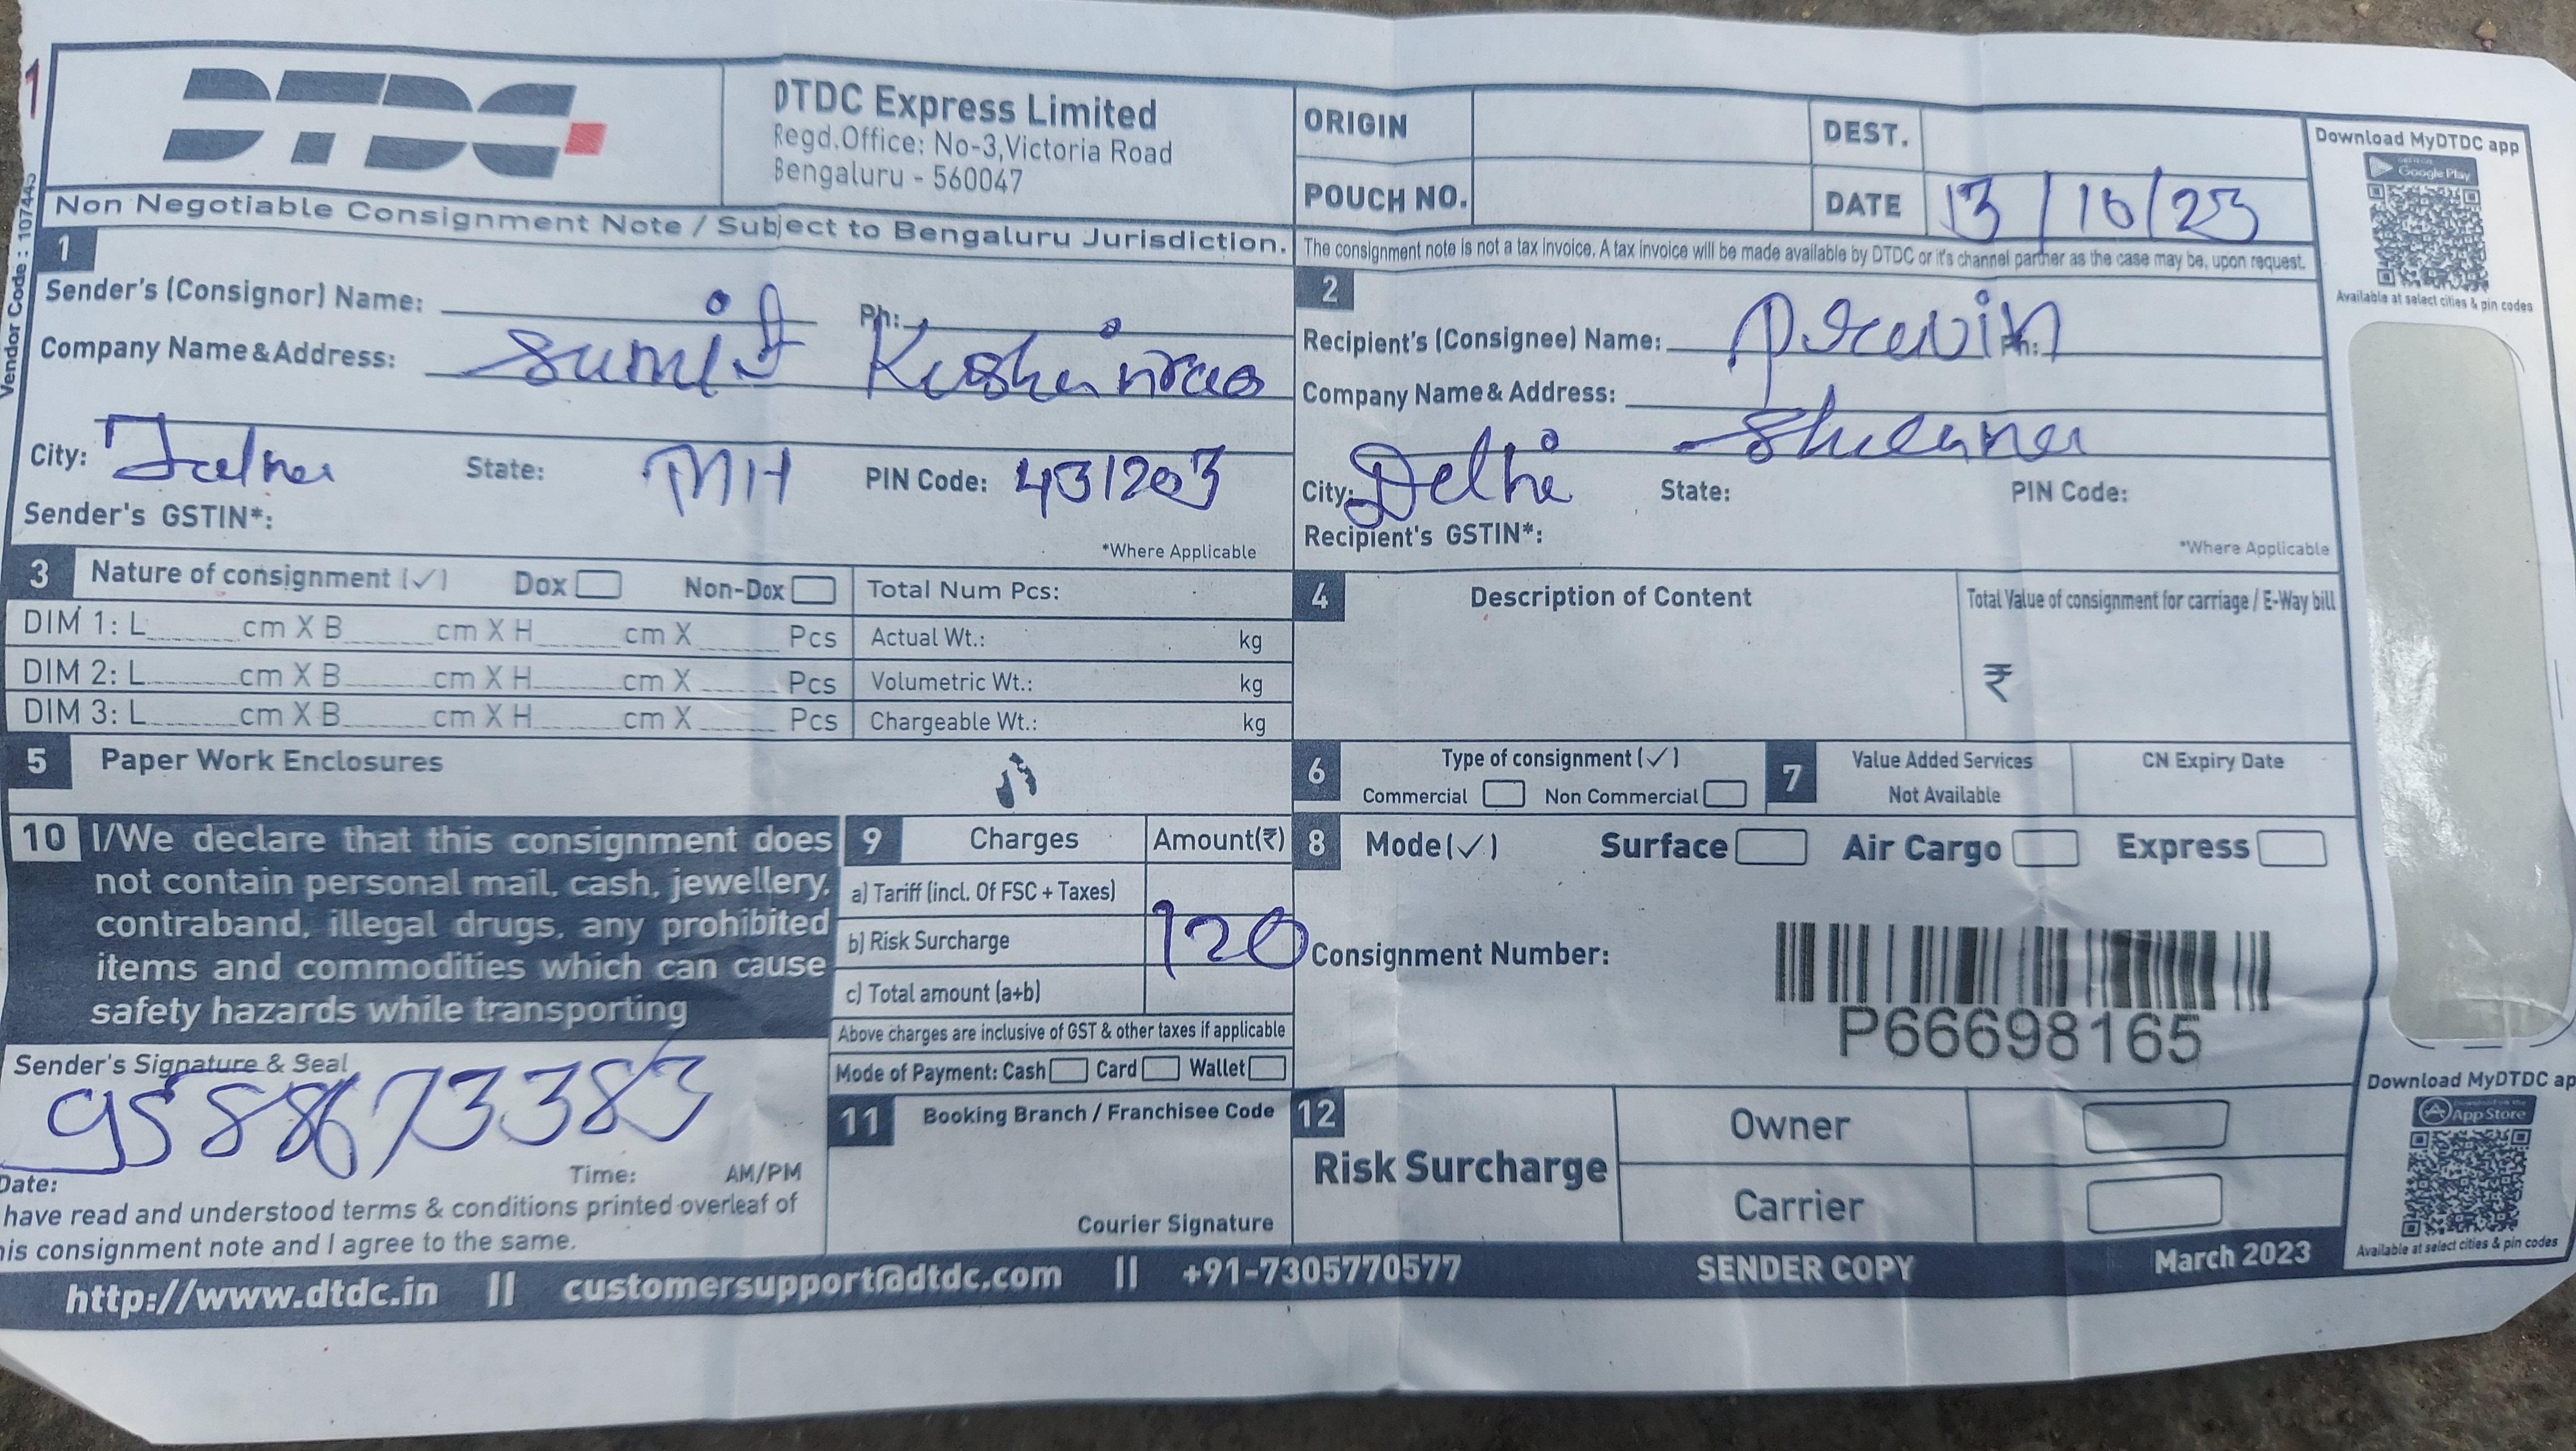 Vendor Code : 107445
DTDC
DTDC Express Limited
Regd.Office: No-3,Victoria Road
Bengaluru - 560047
ORIGIN
DEST.
POUCH NO.
DATE 13/10/23
Download MyDTDC app
Google Play
Available at select cities & pin codes
Non Negotiable Consignment Note / Subject to Bengaluru Jurisdiction.
The consignment note is not a tax invoice. A tax invoice will be made available by DTDC or it's channel partner as the case may be, upon request.
1
Sender's (Consignor) Name:
Ph:
Company Name & Address: Sumit
City: Jalna State: MH PIN Code: 431203
Sender's GSTIN*:
*Where Applicable
2
Recipient's (Consignee) Name: Pravin
Ph:
Company Name & Address:
City: Delhi State: PIN Code:
Recipient's GSTIN*:
*Where Applicable
3 Nature of consignment (✓) Dox Non-Dox Total Num Pcs:
DIM 1: L cm X B cm X H cm X Pcs Actual Wt.: kg
DIM 2: L cm X B cm X H cm X Pcs Volumetric Wt.: kg
DIM 3: L cm X B cm X H cm X Pcs Chargeable Wt.: kg
4 Description of Content
Total Value of consignment for carriage / E-Way bill
₹
5 Paper Work Enclosures
6 Type of consignment (✓)
Commercial Non Commercial
7 Value Added Services
Not Available
CN Expiry Date
10 I/We declare that this consignment does
not contain personal mail, cash, jewellery,
contraband, illegal drugs, any prohibited
items and commodities which can cause
safety hazards while transporting
Sender's Signature & Seal
Date: Time: AM/PM
have read and understood terms & conditions printed overleaf of
this consignment note and I agree to the same.
9 Charges Amount(₹)
a) Tariff (incl. Of FSC + Taxes)
b) Risk Surcharge
c) Total amount (a+b)
120
Above charges are inclusive of GST & other taxes if applicable
Mode of Payment: Cash Card Wallet
11 Booking Branch / Franchisee Code
Courier Signature
8 Mode (✓) Surface Air Cargo Express
Consignment Number:
P66698165
12
Risk Surcharge
Owner
Carrier
Download MyDTDC ap
App Store
Available at select cities & pin codes
http://www.dtdc.in || customersupport@dtdc.com || +91-7305770577 SENDER COPY March 2023